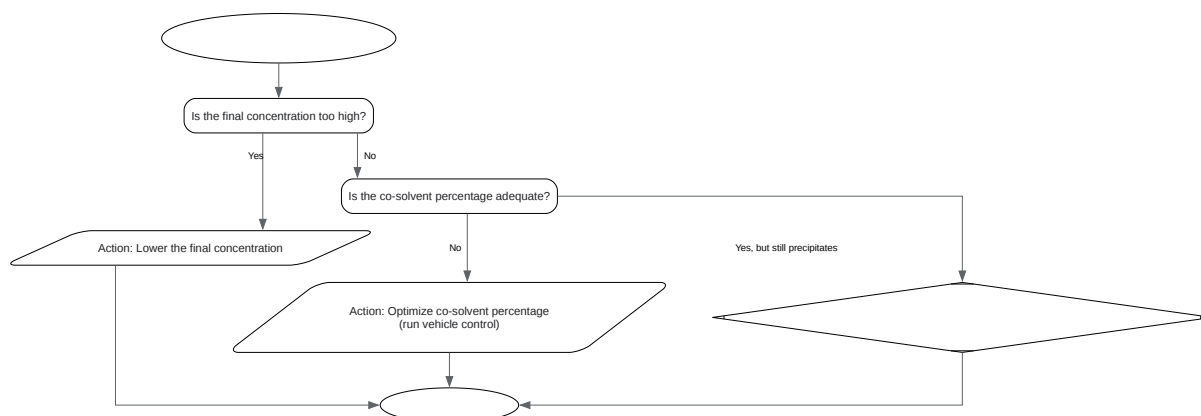 Is the final concentration too high?
Yes
No
Is the co-solvent percentage adequate?
Action: Lower the final concentration
No
Yes, but still precipitates
Action: Optimize co-solvent percentage
(run vehicle control)